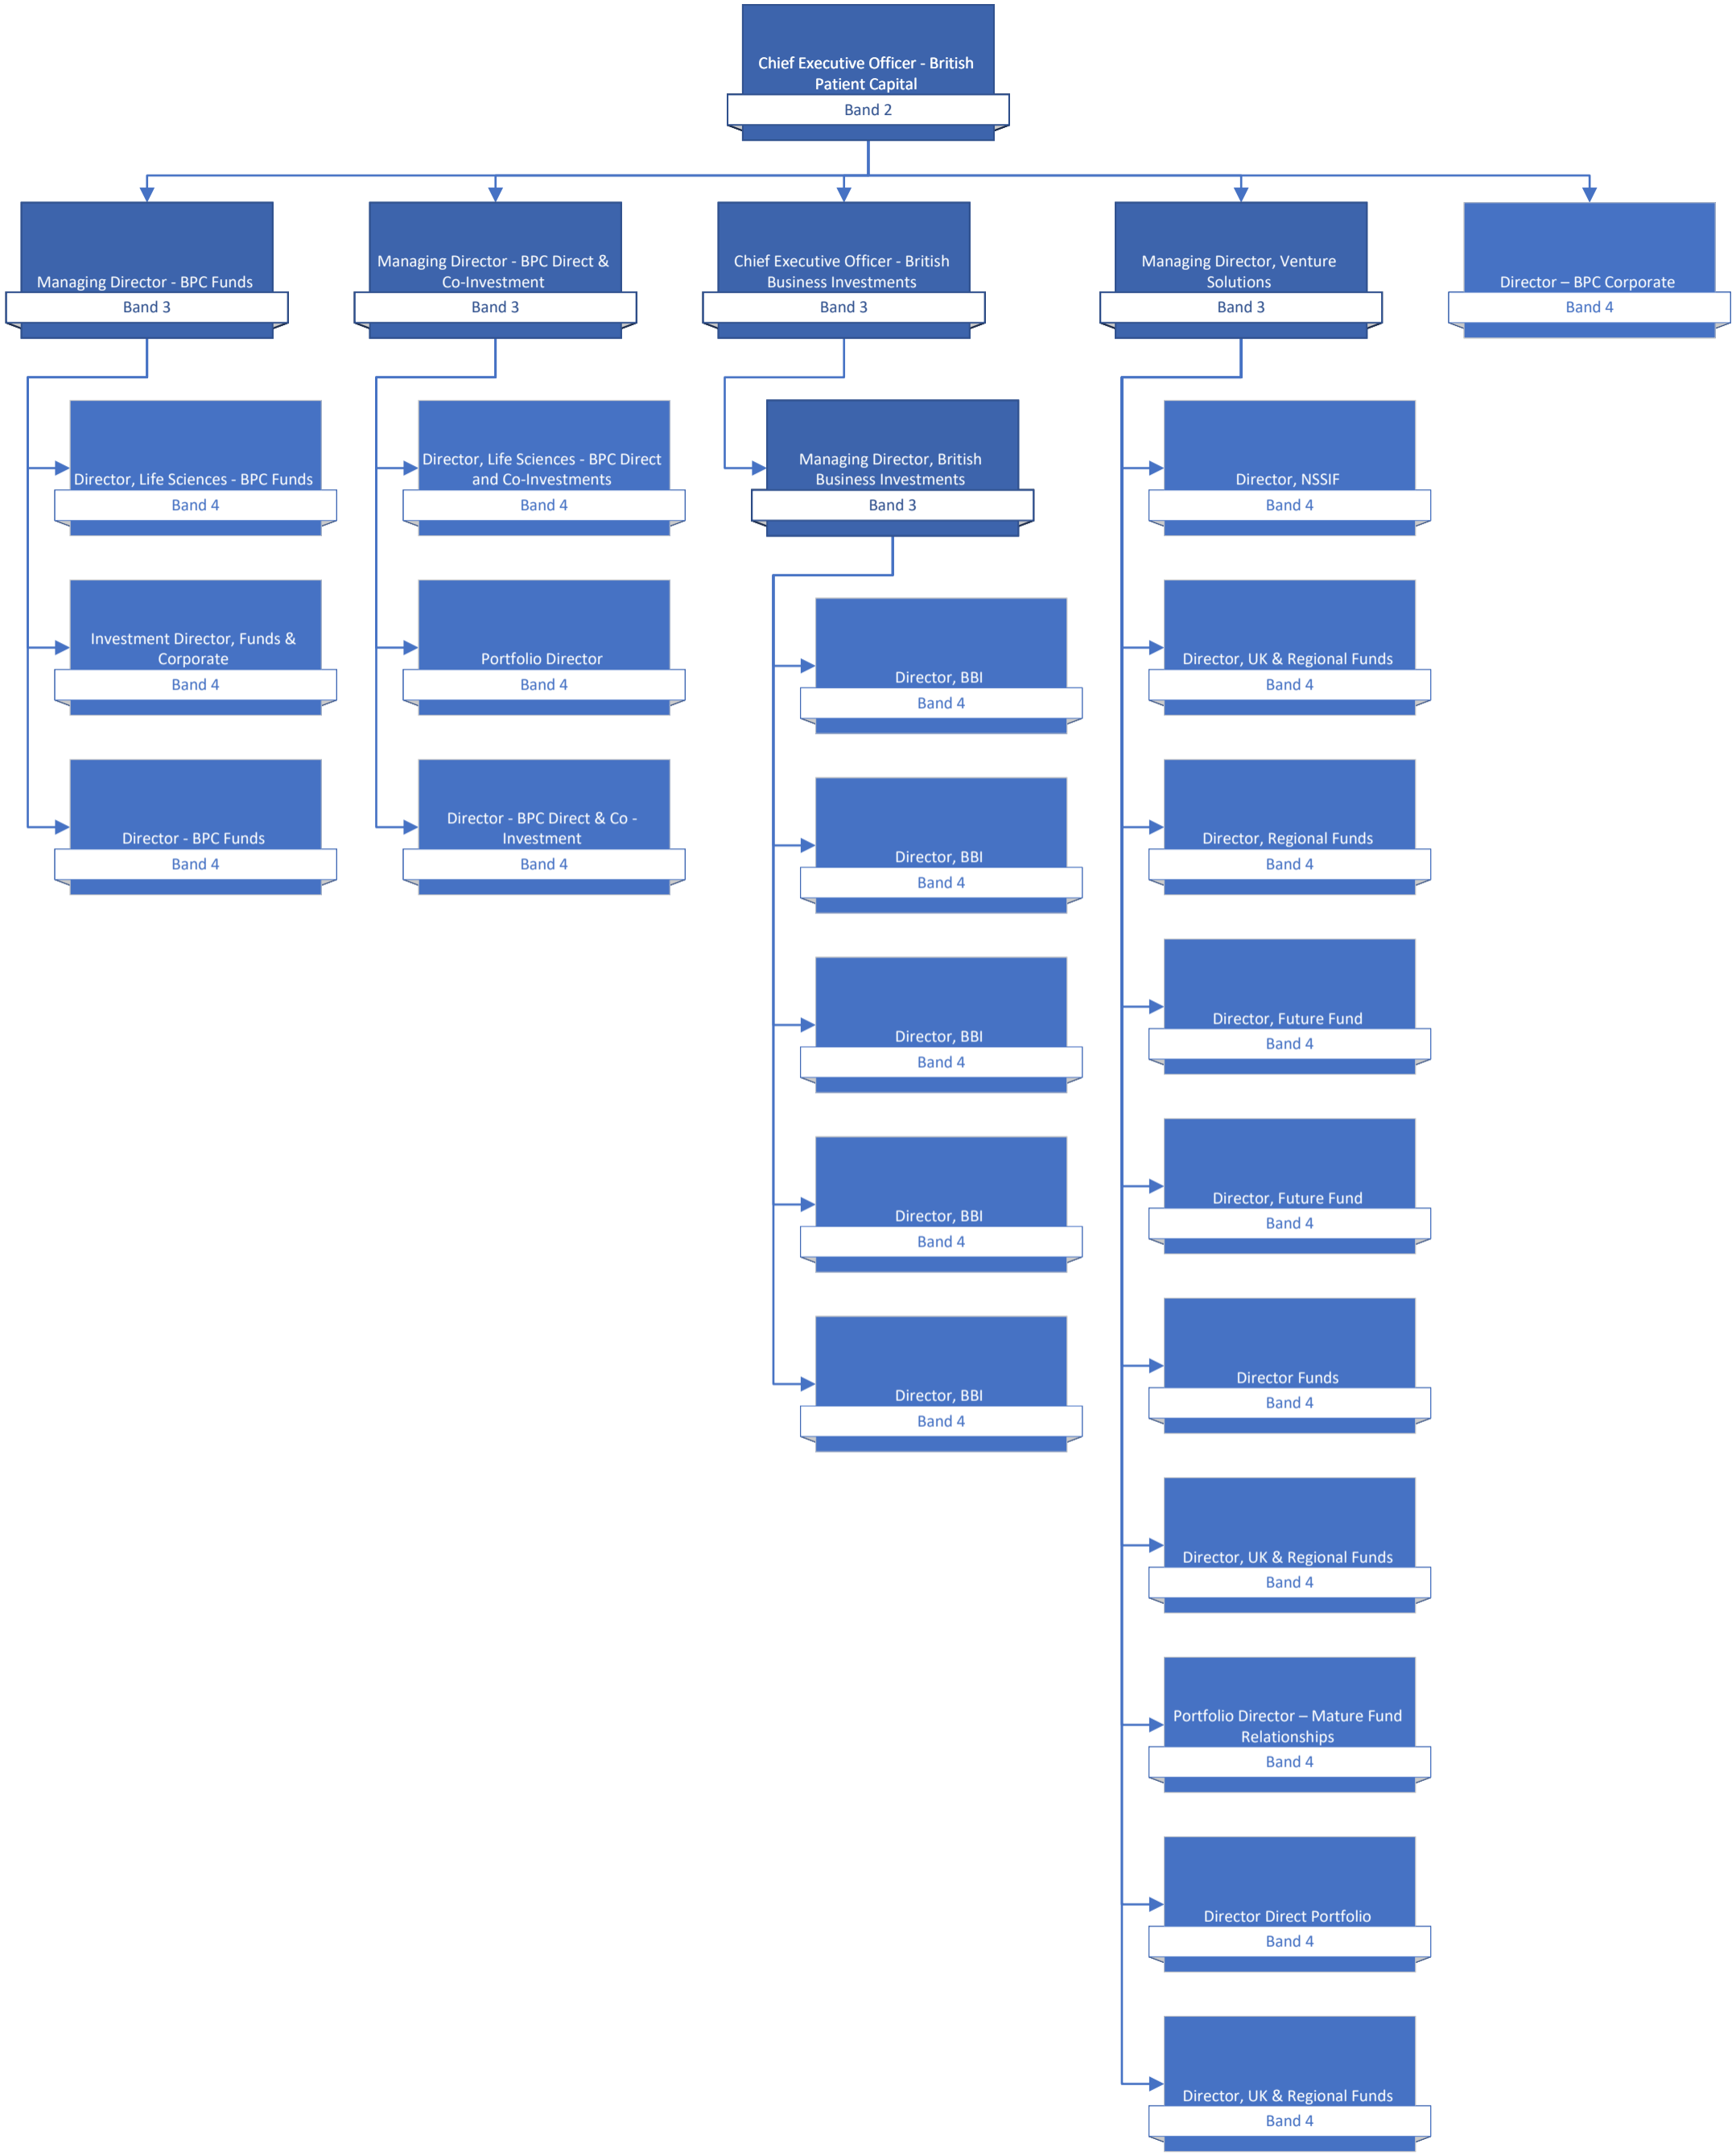 Chief Executive Officer - British
Patient Capital
Band 2
Managing Director - BPC Funds
Band 3
Managing Director - BPC Direct &
Co-Investment
Band 3
Chief Executive Officer - British
Business Investments
Band 3
Managing Director, Venture
Solutions
Band 3
Director – BPC Corporate
Band 4
Director, Life Sciences - BPC Funds
Band 4
Investment Director, Funds &
Corporate
Band 4
Director - BPC Funds
Band 4
Director, Life Sciences - BPC Direct
and Co-Investments
Band 4
Portfolio Director
Band 4
Director - BPC Direct & Co -
Investment
Band 4
Managing Director, British
Business Investments
Band 3
Director, BBI
Band 4
Director, BBI
Band 4
Director, BBI
Band 4
Director, BBI
Band 4
Director, BBI
Band 4
Director, NSSIF
Band 4
Director, UK & Regional Funds
Band 4
Director, Regional Funds
Band 4
Director, Future Fund
Band 4
Director, Future Fund
Band 4
Director Funds
Band 4
Director, UK & Regional Funds
Band 4
Portfolio Director – Mature Fund
Relationships
Band 4
Director Direct Portfolio
Band 4
Director, UK & Regional Funds
Band 4